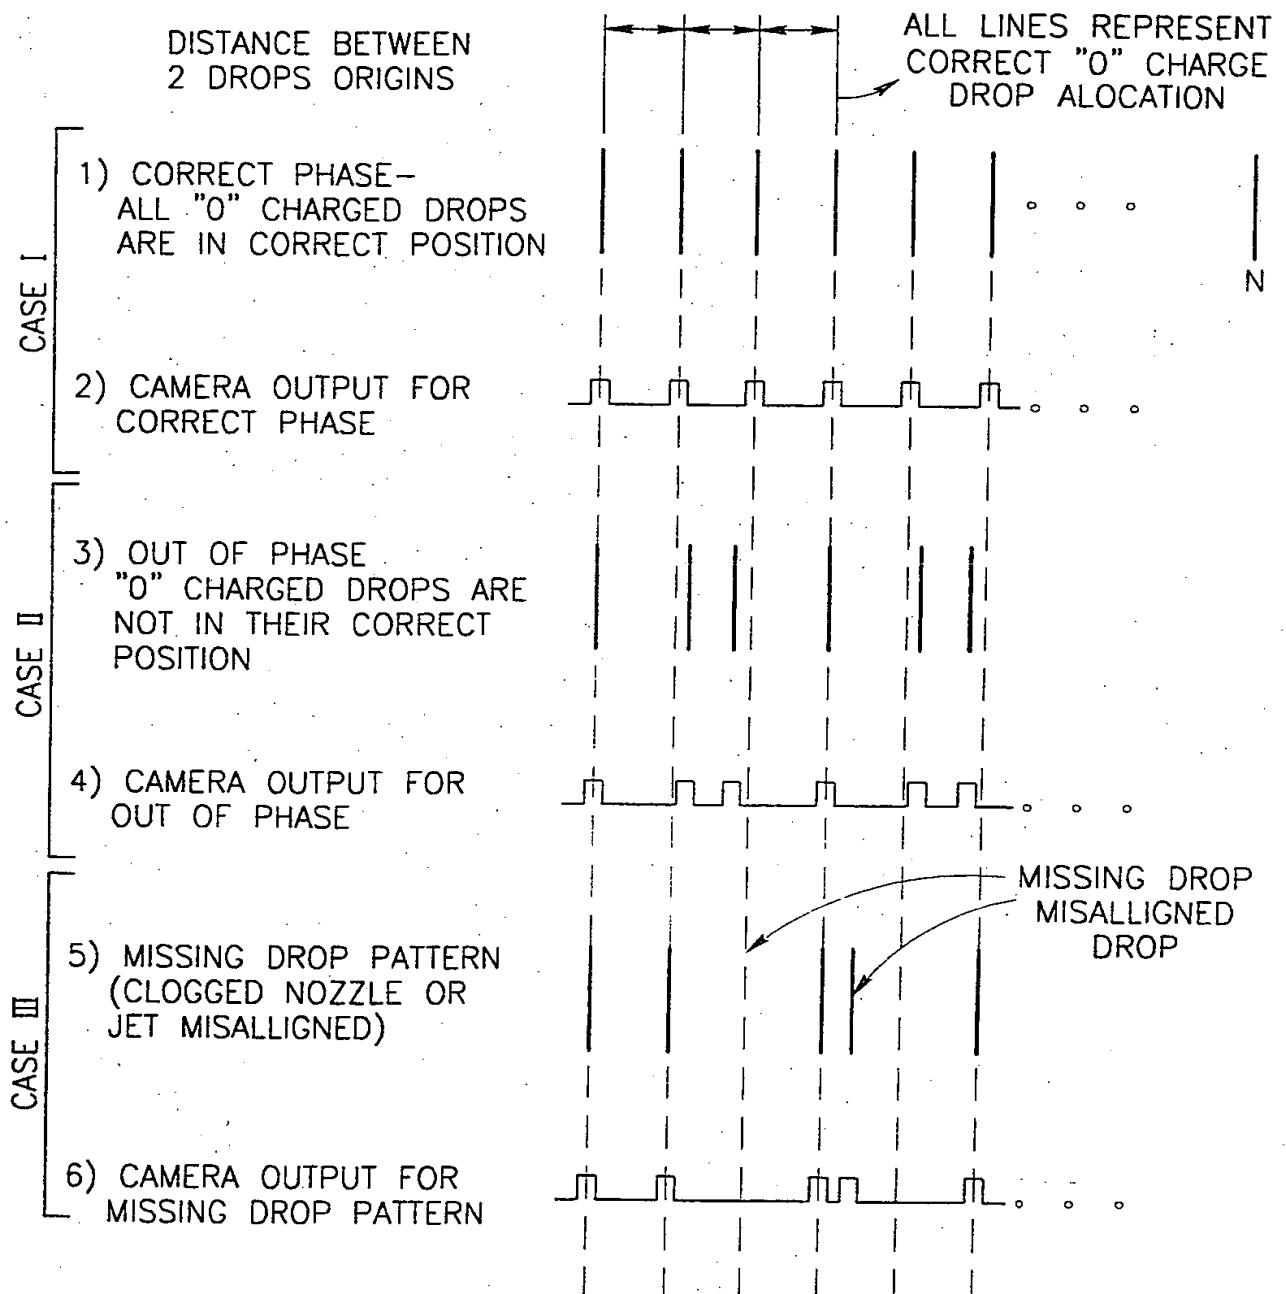 DISTANCE BETWEEN
2 DROPS ORIGINS
ALL LINES REPRESENT
CORRECT "0" CHARGE
DROP ALOCATION
CASE I
1) CORRECT PHASE-
ALL "0" CHARGED DROPS
ARE IN CORRECT POSITION
N
2) CAMERA OUTPUT FOR
CORRECT PHASE
CASE II
3) OUT OF PHASE
"0" CHARGED DROPS ARE
NOT IN THEIR CORRECT
POSITION
4) CAMERA OUTPUT FOR
OUT OF PHASE
CASE III
MISSING DROP
MISALLIGNED
DROP
5) MISSING DROP PATTERN
(CLOGGED NOZZLE OR
JET MISALLIGNED)
6) CAMERA OUTPUT FOR
MISSING DROP PATTERN